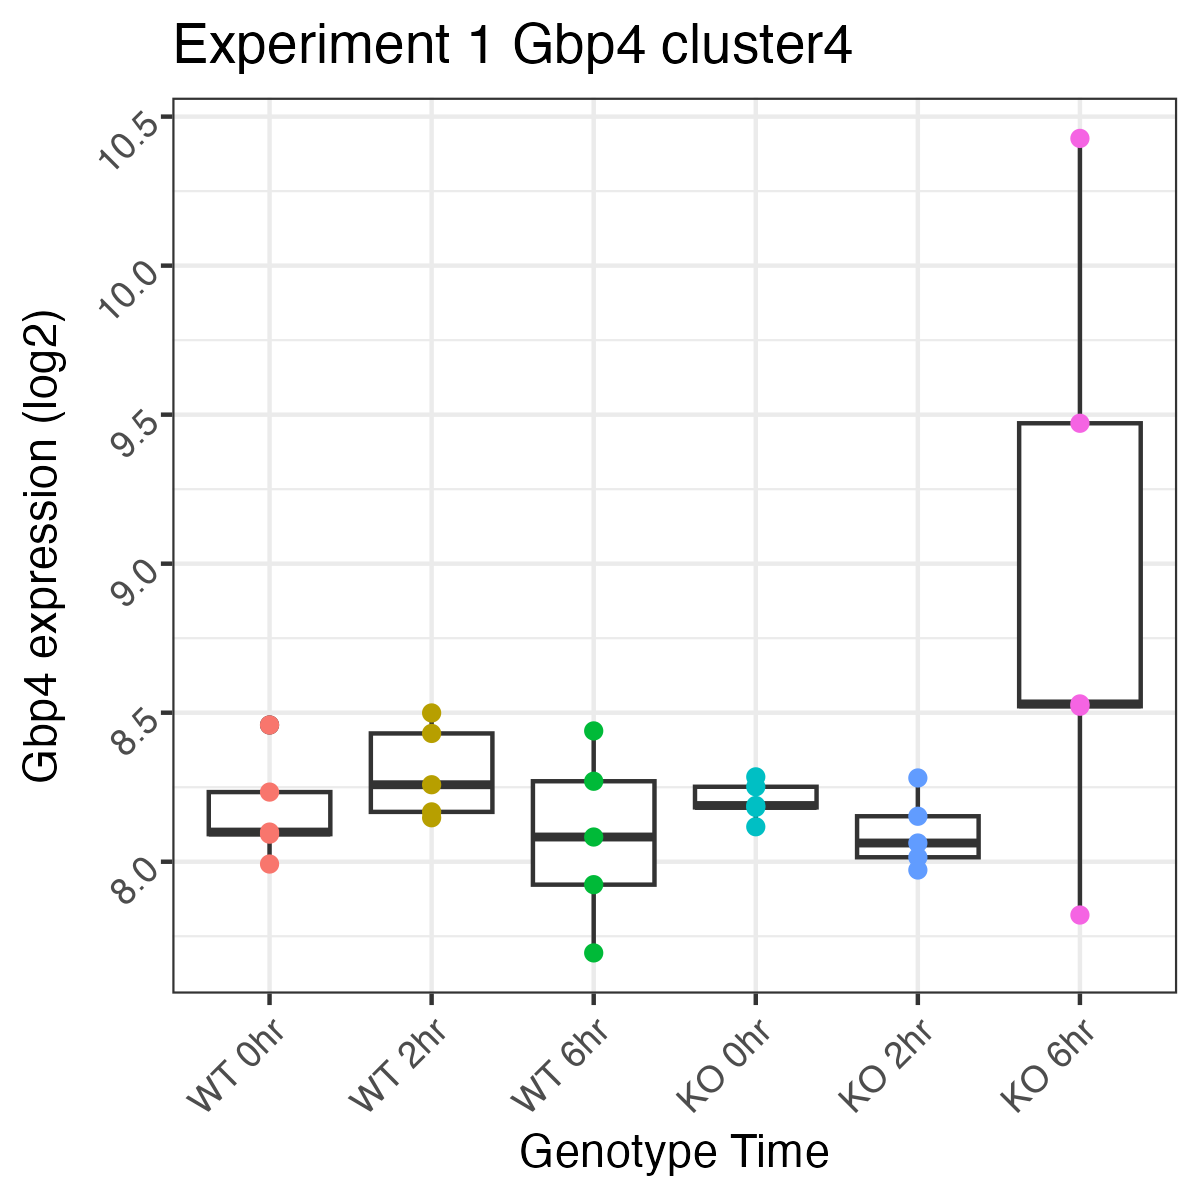 Experiment 1 Gbp4 cluster4
Gbp4 expression (log2)
10.5
10.0
9.5
9.0
8.5
8.0
WT 0hr
WT 2hr
WT 6hr
KO 0hr
KO 2hr
KO 6hr
Genotype Time